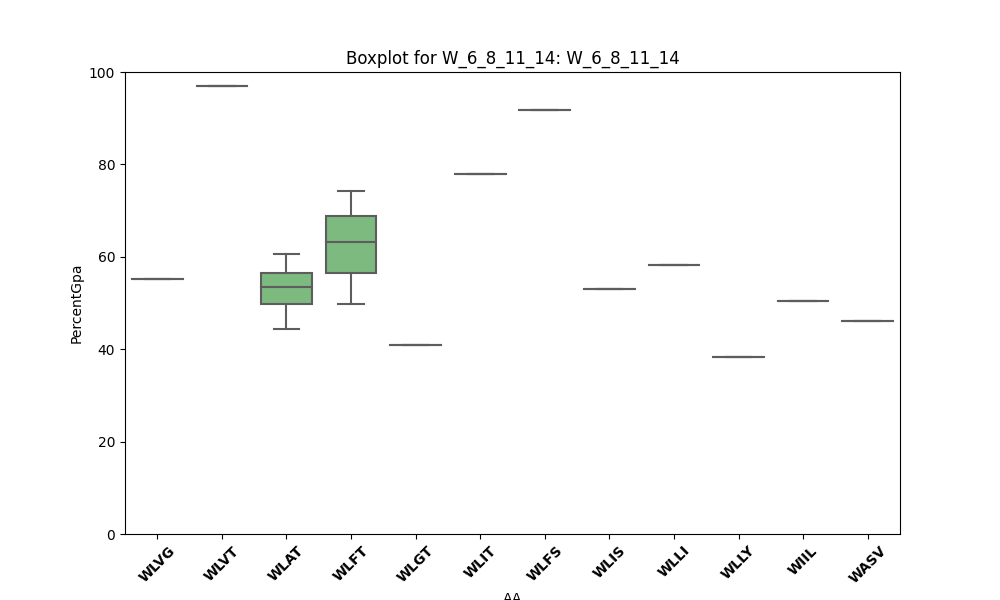 Boxplot for W_6_8_11_14: W_6_8_11_14
PercentGpa
100
80
60
40
20
0
WLVG
WLVT
WLAT
WLFT
WLGT
WLIT
WLFS
WLIS
WLLI
WLLY
WIIL
WASV
AA